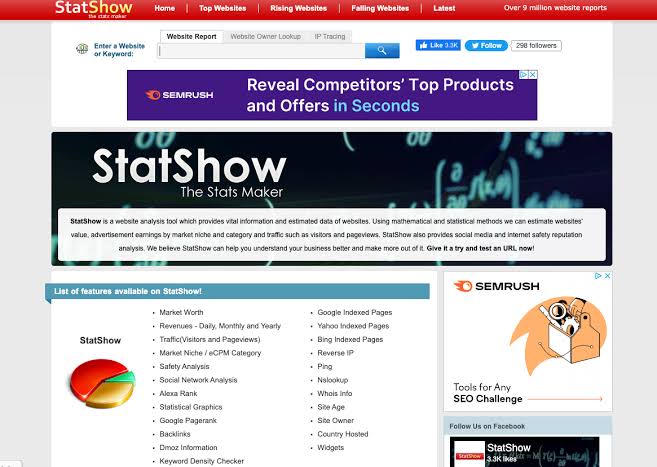 StatShow
the stats maker
Home | Top Websites | Rising Websites | Falling Websites | Latest
Over 9 million website reports
Enter a Website
or Keyword:
Website Report
Website Owner Lookup
IP Tracing
Like 3.3K
Follow
298 followers
SEMRUSH
Reveal Competitors' Top Products
and Offers in Seconds
StatShow
The Stats Maker
StatShow is a website analysis tool which provides vital information and estimated data of websites. Using mathematical and statistical methods we can estimate websites'
value, advertisement earnings by market niche and category and traffic such as visitors and pageviews. StatShow also provides social media and internet safety reputation
analysis. We believe StatShow can help you understand your business better and make more out of it. Give it a try and test an URL now!
List of features available on StatShow!
StatShow
Market Worth
Revenues - Daily, Monthly and Yearly
Traffic(Visitors and Pageviews)
Market Niche / eCPM Category
Safety Analysis
Social Network Analysis
Alexa Rank
Statistical Graphics
Google Pagerank
Backlinks
Dmoz Information
Keyword Density Checker
Google Indexed Pages
Yahoo Indexed Pages
Bing Indexed Pages
Reverse IP
Ping
Nslookup
Whois Info
Site Age
Site Owner
Country Hosted
Widgets
SEMRUSH
Tools for Any
SEO Challenge
Follow Us on Facebook
StatShow
StatShow
3.3K likes